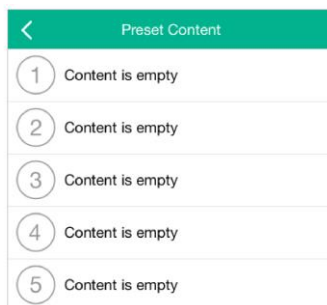 Preset Content
1 Content is empty
2 Content is empty
3 Content is empty
4 Content is empty
5 Content is empty